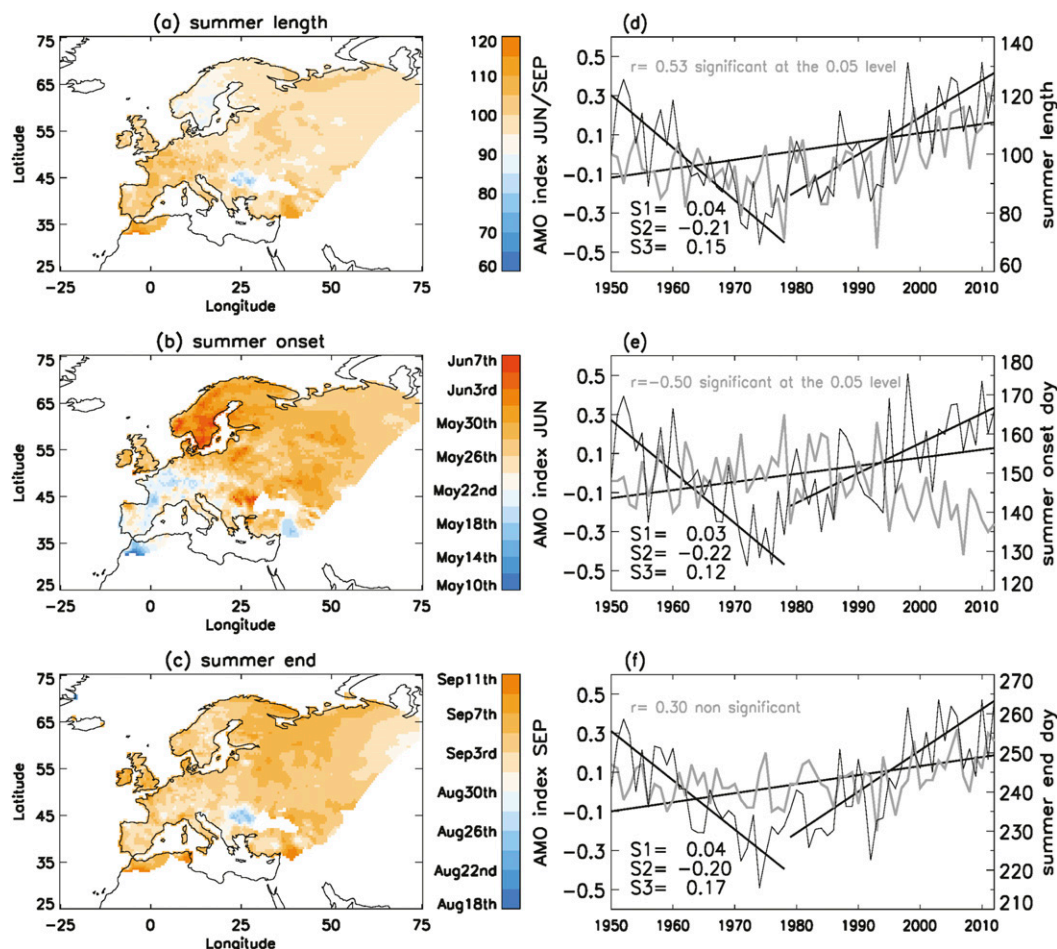 (a) summer length
75
65
55
45
35
25
Latitude
-25 0 25 50 75
Longitude
120
110
100
90
80
70
60
(d)
AMO index JUN/SEP
0.5
0.3
0.1
-0.1
-0.3
-0.5
r= 0.53 significant at the 0.05 level
S1= 0.04
S2= -0.21
S3= 0.15
140
120
100
80
60
summer length
1950 1960 1970 1980 1990 2000 2010
(b) summer onset
75
65
55
45
35
25
Latitude
-25 0 25 50 75
Longitude
Jun7th
Jun3rd
May30th
May26th
May22nd
May18th
May14th
May10th
(e)
AMO index JUN
0.5
0.3
0.1
-0.1
-0.3
-0.5
r=-0.50 significant at the 0.05 level
S1= 0.03
S2= -0.22
S3= 0.12
180
170
160
150
140
130
120
summer onset day
1950 1960 1970 1980 1990 2000 2010
(c) summer end
75
65
55
45
35
25
Latitude
-25 0 25 50 75
Longitude
Sep11th
Sep7th
Sep3rd
Aug30th
Aug26th
Aug22nd
Aug18th
(f)
AMO index SEP
0.5
0.3
0.1
-0.1
-0.3
-0.5
r= 0.30 non significant
S1= 0.04
S2= -0.20
S3= 0.17
270
260
250
240
230
220
210
summer end day
1950 1960 1970 1980 1990 2000 2010